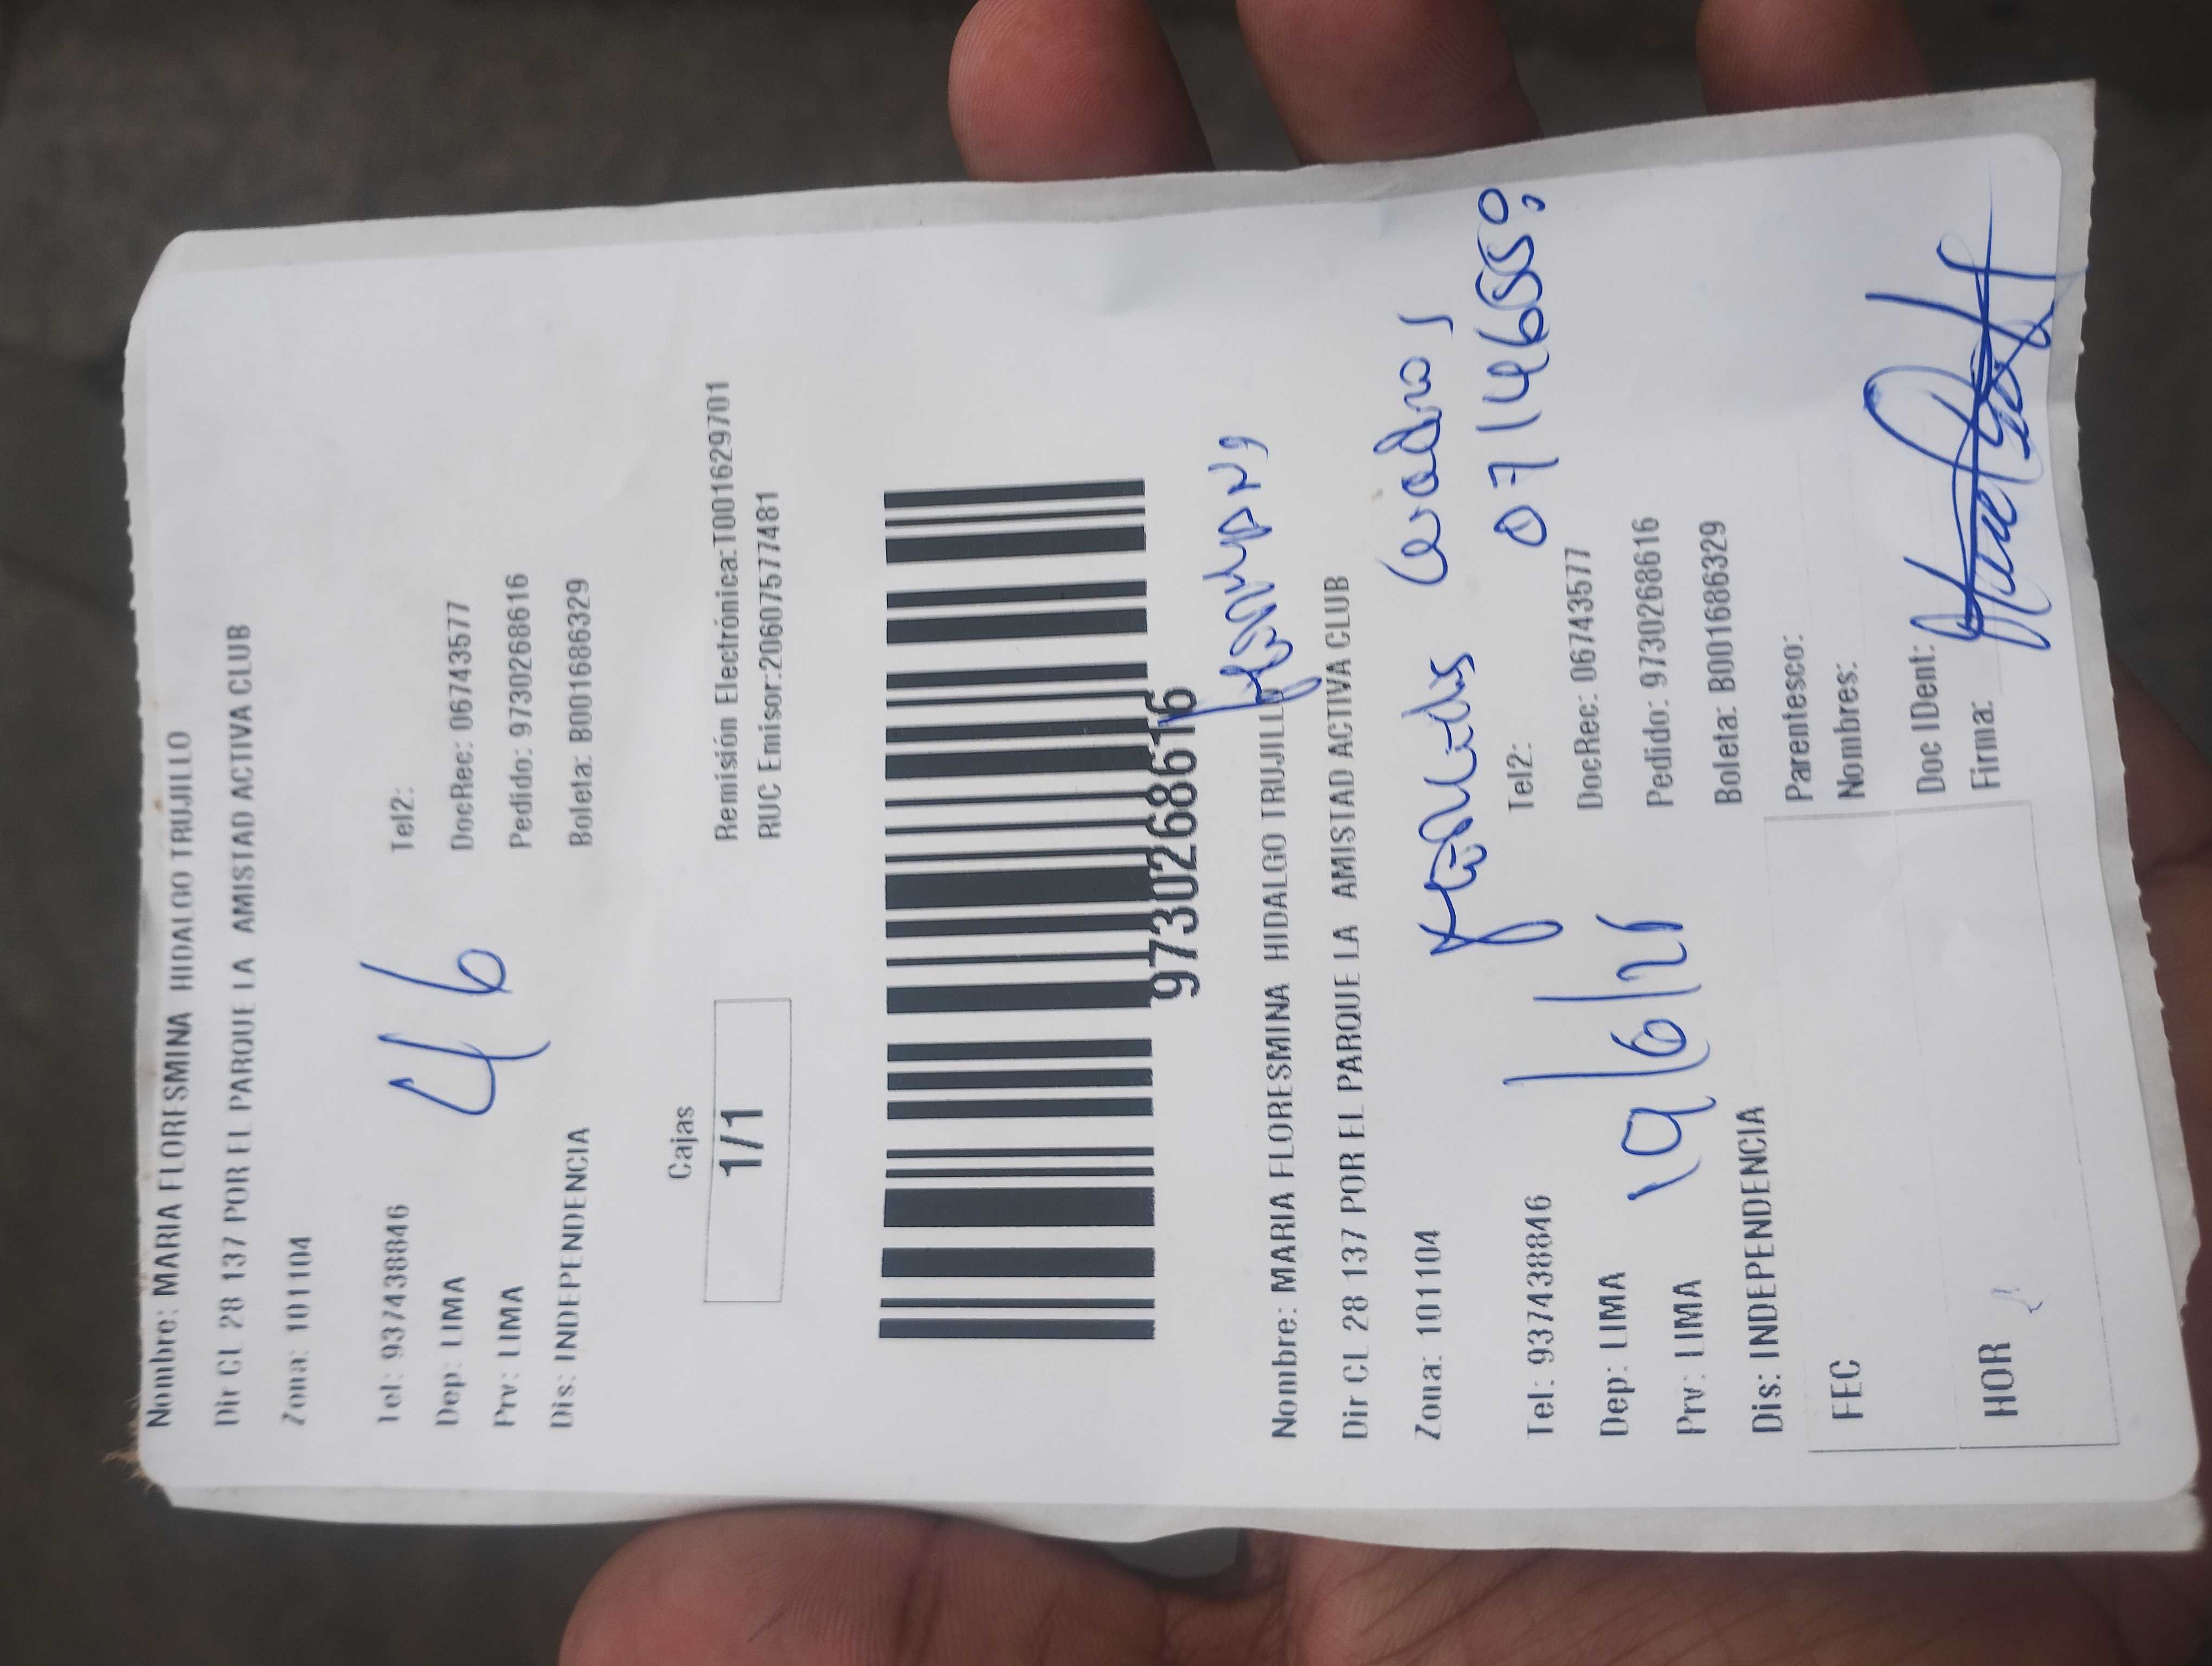 Nombre: MARIA FLORESMINA HIDALGO TRUJILLO
Dir CL 28 137 POR EL PARQUE LA AMISTAD ACTIVA CLUB
Zona: 101104
Tel: 937438846 Tel2:
Dep: LIMA DocRec: 06743577
Prv: LIMA Pedido: 9730268616
Dis: INDEPENDENCIA Boleta: B001686329
46
Cajas
1/1
Remisión Electrónica:T001629701
RUC Emisor:20607577481
9730268616
Nombre: MARIA FLORESMINA HIDALGO TRUJILLO
Dir CL 28 137 POR EL PARQUE LA AMISTAD ACTIVA CLUB
Zona: 101104
Tel: 937438846 Tel2:
Dep: LIMA DocRec: 06743577
Prv: LIMA Pedido: 9730268616
Dis: INDEPENDENCIA Boleta: B001686329
19/6/21
FEC Parentesco:
Nombres:
HOR Doc IDent:
Firma: